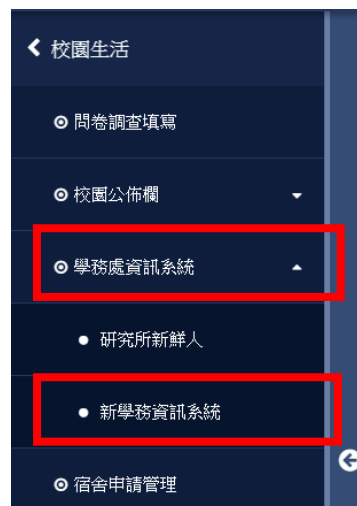 校園生活
問卷調查填寫
校園公佈欄
學務處資訊系統
研究所新鮮人
新學務資訊系統
宿舍申請管理